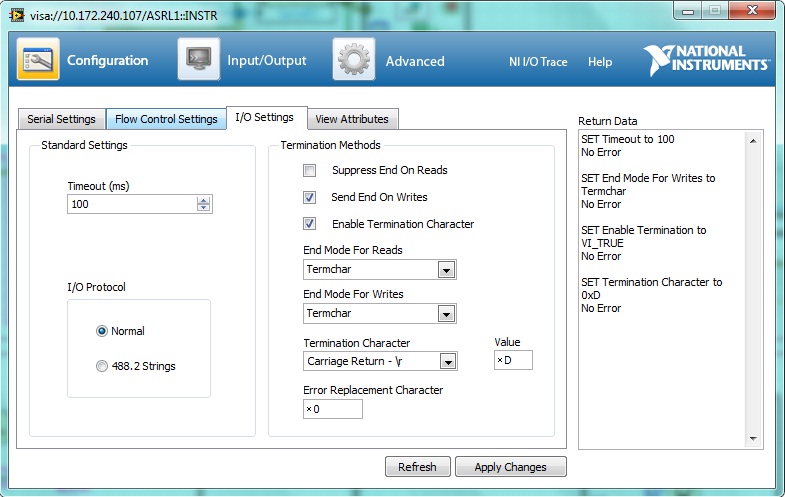 visa://10.172.240.107/ASRL1::INSTR
Configuration
Input/Output
Advanced
NI I/O Trace
Help
NATIONAL
INSTRUMENTS
Serial Settings
Flow Control Settings
I/O Settings
View Attributes
Standard Settings
Timeout (ms)
100
I/O Protocol
Normal
488.2 Strings
Termination Methods
Suppress End On Reads
Send End On Writes
Enable Termination Character
End Mode For Reads
Termchar
End Mode For Writes
Termchar
Termination Character
Carriage Return - \r
Value
×D
Error Replacement Character
×0
Return Data
SET Timeout to 100
No Error
SET End Mode For Writes to
Termchar
No Error
SET Enable Termination to
VI_TRUE
No Error
SET Termination Character to
0xD
No Error
Refresh
Apply Changes